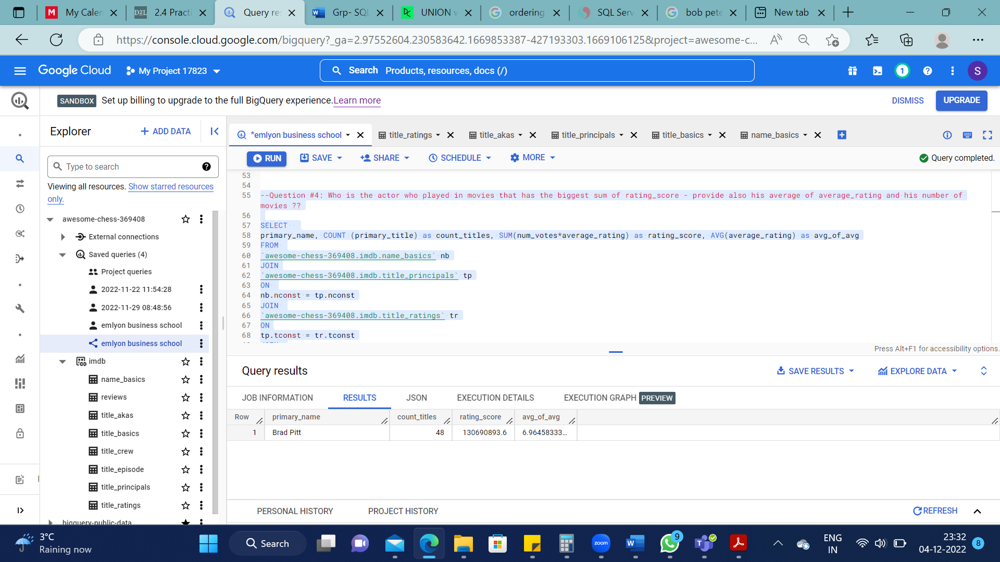 My Caler
2.4 Practi
Query re
Grp- SQL
UNION v
ordering
SQL Serv
bob pete
New tab
https://console.cloud.google.com/bigquery?_ga=2.97552604.230583642.1669853387-427193303.1669106125&project=awesome-c...
Google Cloud
My Project 17823
Search Products, resources, docs (/)
1
S
SANDBOX Set up billing to upgrade to the full BigQuery experience. Learn more
DISMISS
UPGRADE
Explorer
+ ADD DATA
*emlyon business school
title_ratings
title_akas
title_principals
title_basics
name_basics
RUN
SAVE
SHARE
SCHEDULE
MORE
Query completed.
Type to search
Viewing all resources. Show starred resources
only.
awesome-chess-369408
External connections
Saved queries (4)
Project queries
2022-11-22 11:54:28
2022-11-29 08:48:56
emlyon business school
emlyon business school
imdb
name_basics
reviews
title_akas
title_basics
title_crew
title_episode
title_principals
title_ratings
bigquery-public-data
53
54
55 --Question #4: Who is the actor who played in movies that has the biggest sum of rating_score - provide also his average of average_rating and his number of
movies ??
56
57 SELECT
58 primary_name, COUNT (primary_title) as count_titles, SUM(num_votes*average_rating) as rating_score, AVG(average_rating) as avg_of_avg
59 FROM
60 `awesome-chess-369408.imdb.name_basics` nb
61 JOIN
62 `awesome-chess-369408.imdb.title_principals` tp
63 ON
64 nb.nconst = tp.nconst
65 JOIN
66 `awesome-chess-369408.imdb.title_ratings` tr
67 ON
68 tp.tconst = tr.tconst
Press Alt+F1 for accessibility options.
Query results
SAVE RESULTS
EXPLORE DATA
JOB INFORMATION
RESULTS
JSON
EXECUTION DETAILS
EXECUTION GRAPH PREVIEW
Row primary_name count_titles rating_score avg_of_avg
1 Brad Pitt 48 130690893.6 6.96458333...
PERSONAL HISTORY
PROJECT HISTORY
REFRESH
3°C
Raining now
Search
zoom
9
ENG
IN
23:32
04-12-2022
8